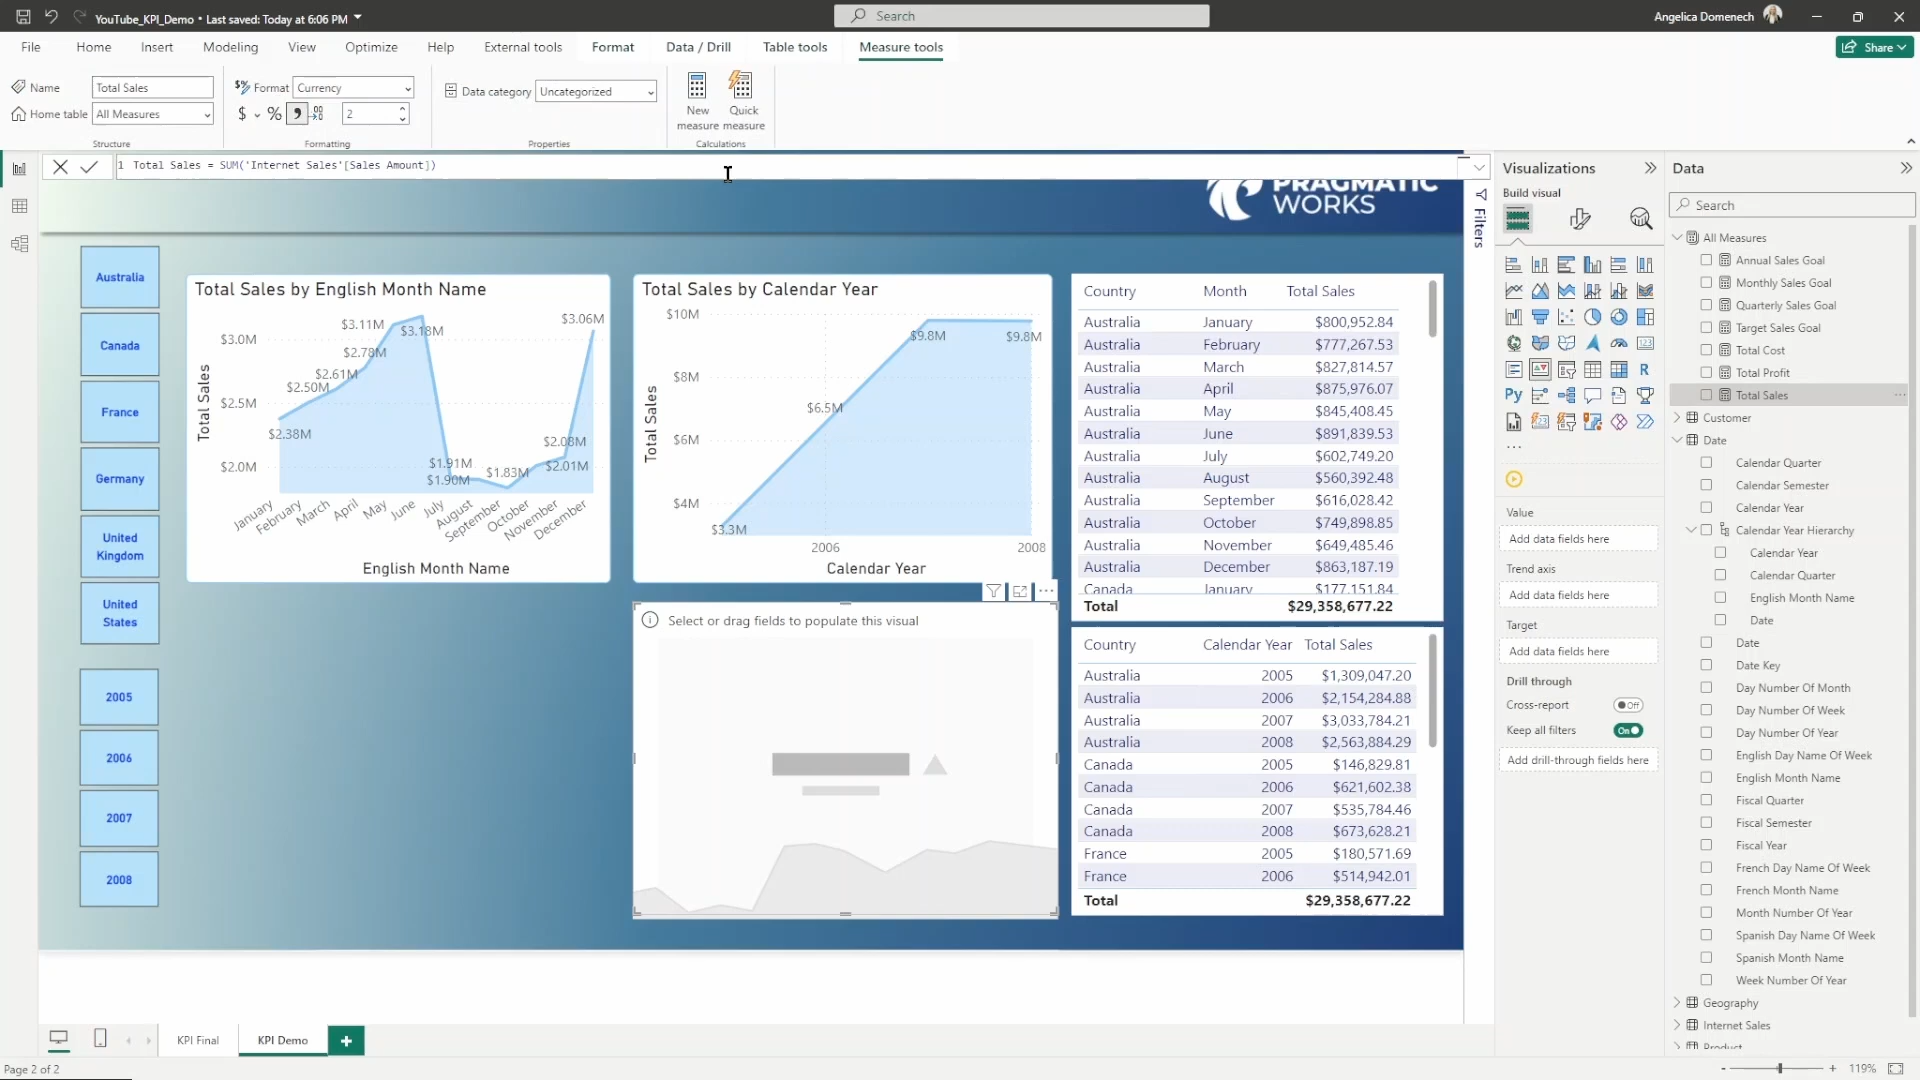 YouTube_KPI_Demo • Last saved: Today at 6:06 PM
Search
Angelica Domenech
File Home Insert Modeling View Optimize Help External tools Format Data / Drill Table tools Measure tools
Share
Name Total Sales
Home table All Measures
Structure
Format Currency
$ % 2
Formatting
Data category Uncategorized
Properties
New measure
Quick measure
Calculations
1 Total Sales = SUM('Internet Sales'[Sales Amount])
PRAGMATIC
WORKS
Filters
Australia
Canada
France
Germany
United
Kingdom
United
States
2005
2006
2007
2008
Total Sales by English Month Name
Total Sales
$3.0M
$2.5M
$2.0M
$2.38M
$2.50M
$2.61M
$2.78M
$3.11M
$3.18M
$1.91M
$1.90M
$1.83M
$2.01M
$2.08M
$3.06M
January
February
March
April
May
June
July
August
September
October
November
December
English Month Name
Total Sales by Calendar Year
Total Sales
$10M
$8M
$6M
$4M
$3.3M
$6.5M
$9.8M
$9.8M
2006
2008
Calendar Year
Select or drag fields to populate this visual
Country Month Total Sales
Australia January $800,952.84
Australia February $777,267.53
Australia March $827,814.57
Australia April $875,976.07
Australia May $845,408.45
Australia June $891,839.53
Australia July $602,749.20
Australia August $560,392.48
Australia September $616,028.42
Australia October $749,898.85
Australia November $649,485.46
Australia December $863,187.19
Canada January $177,151.84
Total $29,358,677.22
Country Calendar Year Total Sales
Australia 2005 $1,309,047.20
Australia 2006 $2,154,284.88
Australia 2007 $3,033,784.21
Australia 2008 $2,563,884.29
Canada 2005 $146,829.81
Canada 2006 $621,602.38
Canada 2007 $535,784.46
Canada 2008 $673,628.21
France 2005 $180,571.69
France 2006 $514,942.01
Total $29,358,677.22
Visualizations
Build visual
R
Py
123
...
Value
Add data fields here
Trend axis
Add data fields here
Target
Add data fields here
Drill through
Cross-report Off
Keep all filters On
Add drill-through fields here
Data
Search
All Measures
Annual Sales Goal
Monthly Sales Goal
Quarterly Sales Goal
Target Sales Goal
Total Cost
Total Profit
Total Sales
Customer
Date
Calendar Quarter
Calendar Semester
Calendar Year
Calendar Year Hierarchy
Calendar Year
Calendar Quarter
English Month Name
Date
Date
Date Key
Day Number Of Month
Day Number Of Week
Day Number Of Year
English Day Name Of Week
English Month Name
Fiscal Quarter
Fiscal Semester
Fiscal Year
French Day Name Of Week
French Month Name
Month Number Of Year
Spanish Day Name Of Week
Spanish Month Name
Week Number Of Year
Geography
Internet Sales
Product
KPI Final
KPI Demo
Page 2 of 2
119%